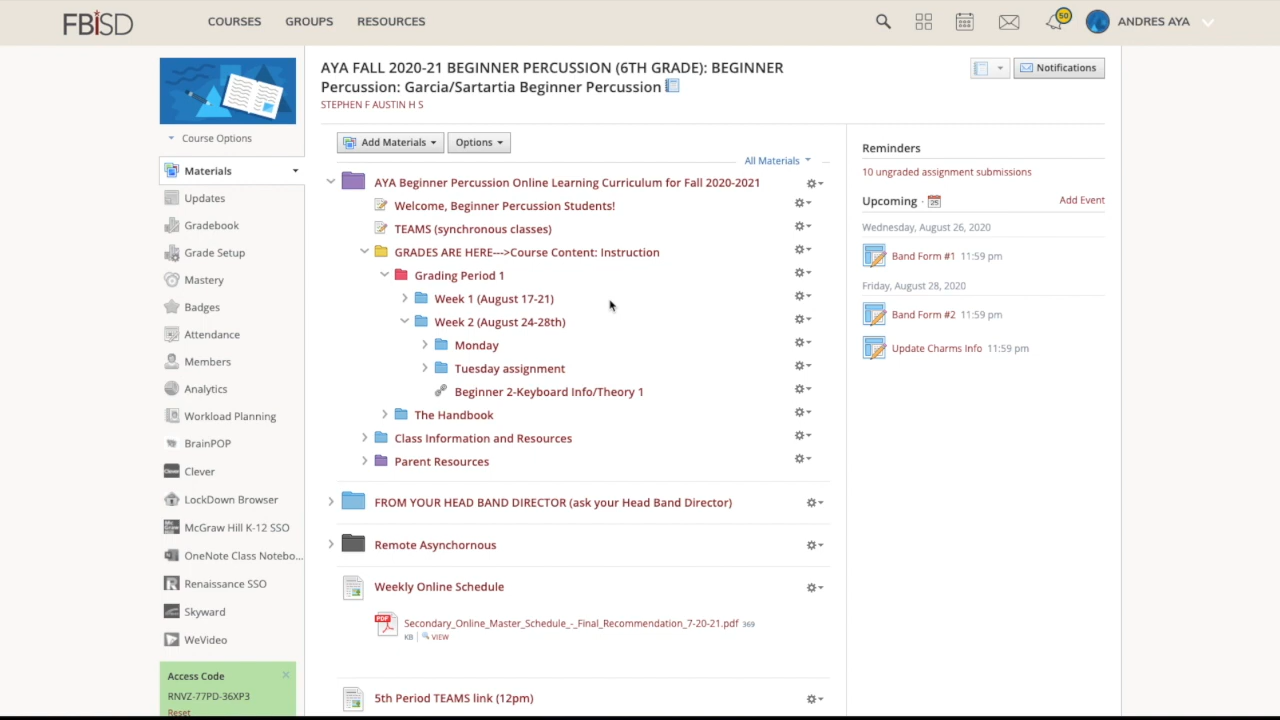 FBISD
COURSES
GROUPS
RESOURCES
50
ANDRES AYA
Course Options
Materials
Updates
Gradebook
Grade Setup
Mastery
Badges
Attendance
Members
Analytics
Workload Planning
BrainPOP
Clever
LockDown Browser
McGraw Hill K-12 SSO
OneNote Class Notebo...
Renaissance SSO
Skyward
WeVideo
Access Code
RNVZ-77PD-36XP3
Reset
AYA FALL 2020-21 BEGINNER PERCUSSION (6TH GRADE): BEGINNER
Percussion: Garcia/Sartartia Beginner Percussion
STEPHEN F AUSTIN H S
Notifications
Add Materials
Options
All Materials
AYA Beginner Percussion Online Learning Curriculum for Fall 2020-2021
Welcome, Beginner Percussion Students!
TEAMS (synchronous classes)
GRADES ARE HERE--->Course Content: Instruction
Grading Period 1
Week 1 (August 17-21)
Week 2 (August 24-28th)
Monday
Tuesday assignment
Beginner 2-Keyboard Info/Theory 1
The Handbook
Class Information and Resources
Parent Resources
FROM YOUR HEAD BAND DIRECTOR (ask your Head Band Director)
Remote Asynchornous
Weekly Online Schedule
PDF
Secondary_Online_Master_Schedule_-_Final_Recommendation_7-20-21.pdf 369
KB VIEW
5th Period TEAMS link (12pm)
Reminders
10 ungraded assignment submissions
Upcoming · 25 Add Event
Wednesday, August 26, 2020
Band Form #1 11:59 pm
Friday, August 28, 2020
Band Form #2 11:59 pm
Update Charms Info 11:59 pm